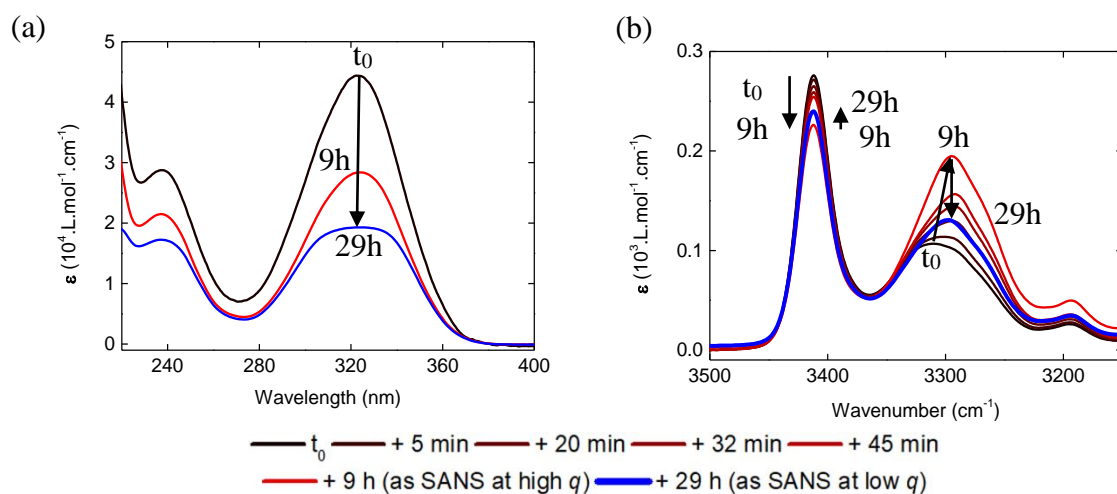 (a)
t₀
9h
29h
5
4
3
2
1
0
ε (10⁴.L.mol⁻¹.cm⁻¹)
240 280 320 360 400
Wavelength (nm)
(b)
t₀
9h
29h
9h
9h
29h
t₀
0.3
0.2
0.1
0.0
ε (10³.L.mol⁻¹.cm⁻¹)
3500 3400 3300 3200
Wavenumber (cm⁻¹)
t₀ + 5 min + 20 min + 32 min + 45 min
+ 9 h (as SANS at high q) + 29 h (as SANS at low q)